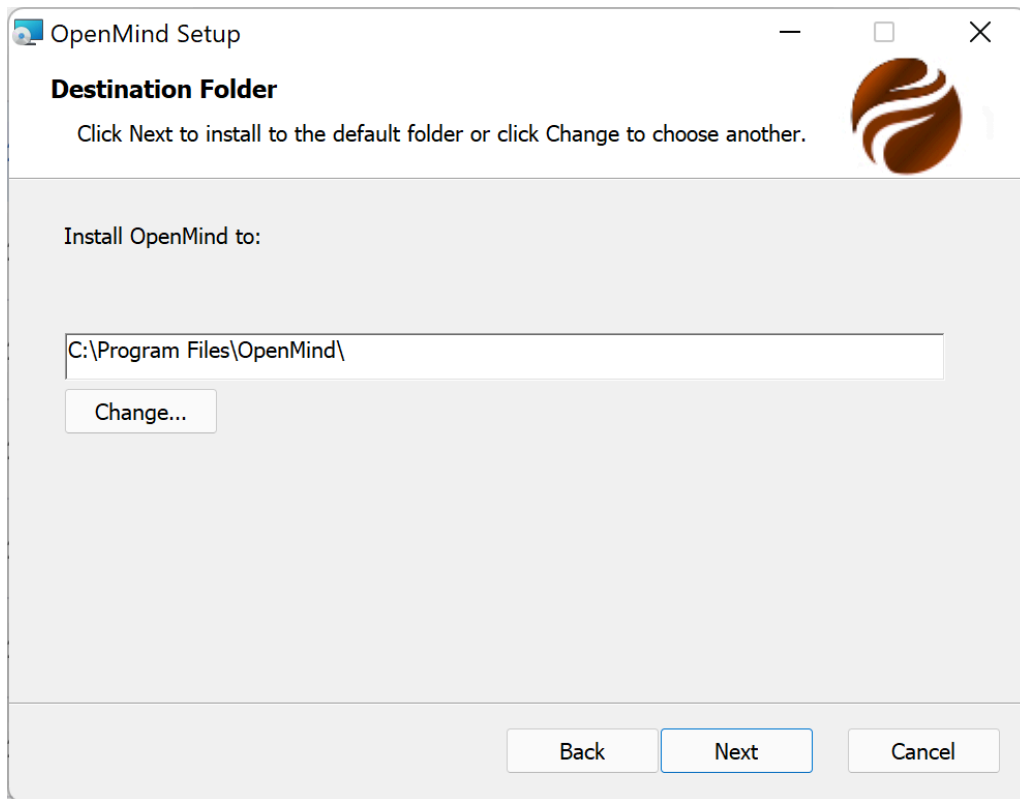 OpenMind Setup
Destination Folder
Click Next to install to the default folder or click Change to choose another.
Install OpenMind to:
C:\Program Files\OpenMind\
Change...
Back Next Cancel